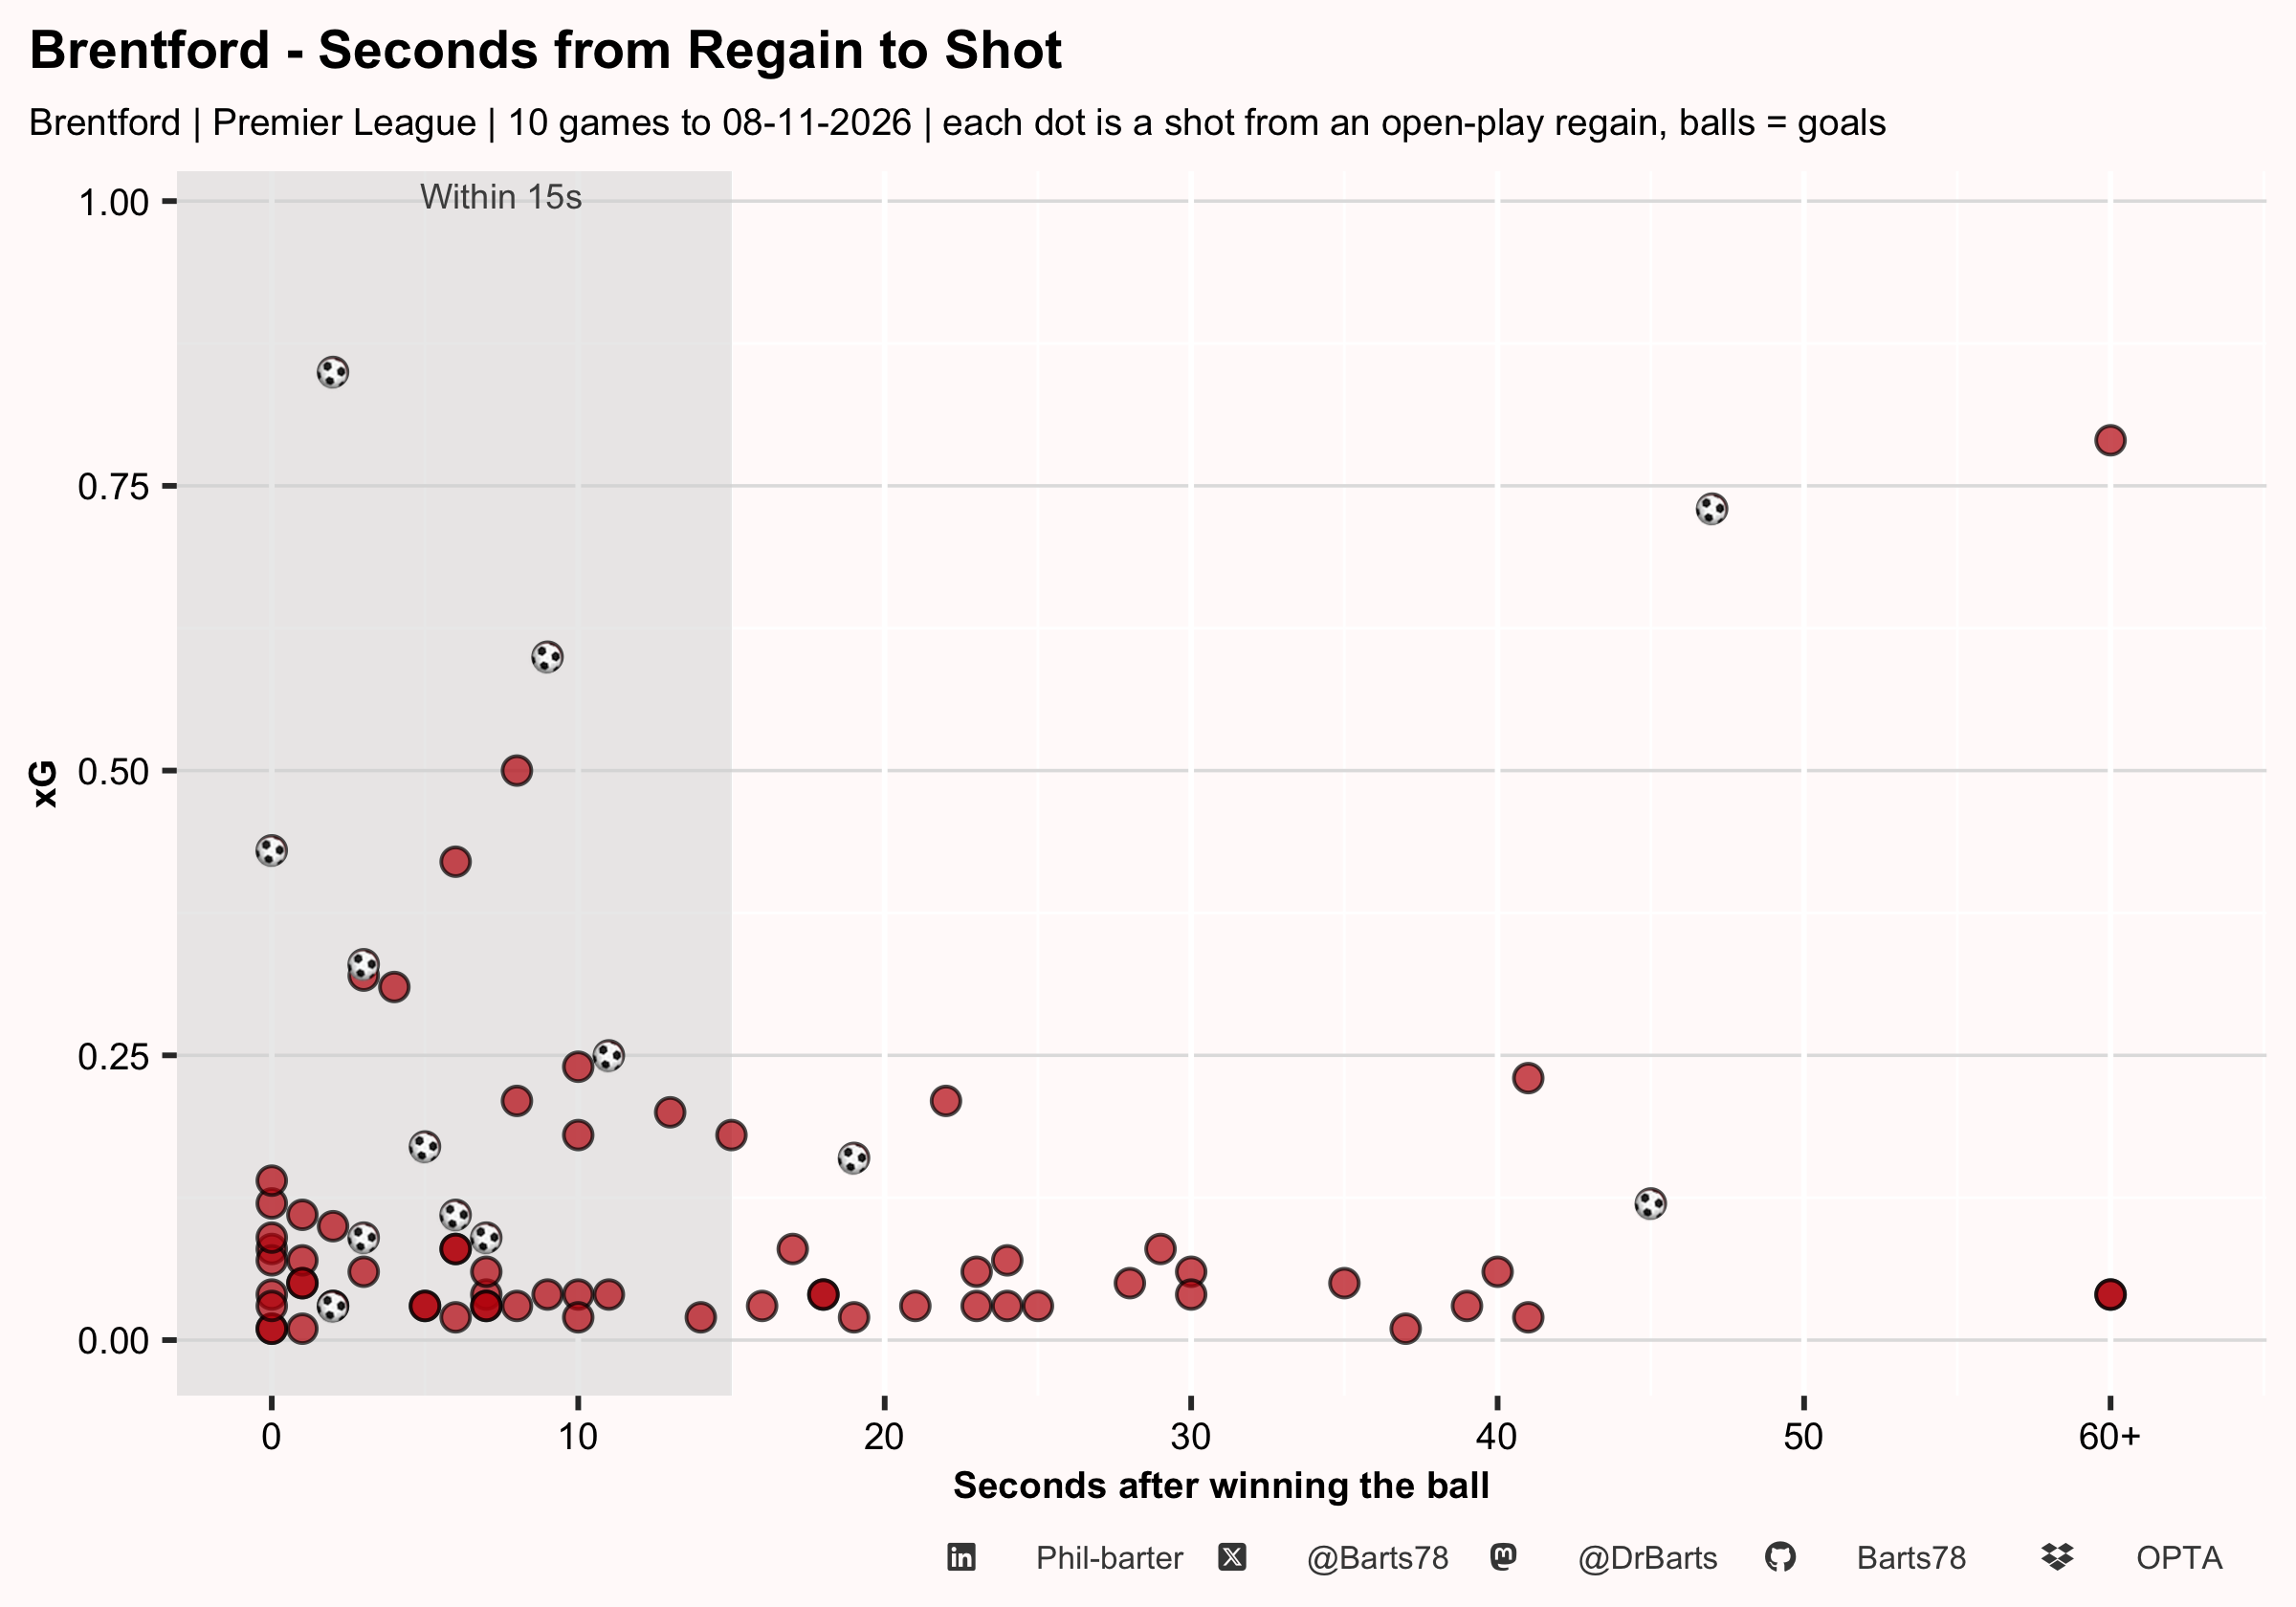 Brentford - Seconds from Regain to Shot
Brentford | Premier League | 10 games to 08-11-2026 | each dot is a shot from an open-play regain, balls = goals
Within 15s
1.00
0.75
0.50
0.25
0.00
xG
0 10 20 30 40 50 60+
Seconds after winning the ball
Phil-barter @Barts78 @DrBarts Barts78 OPTA